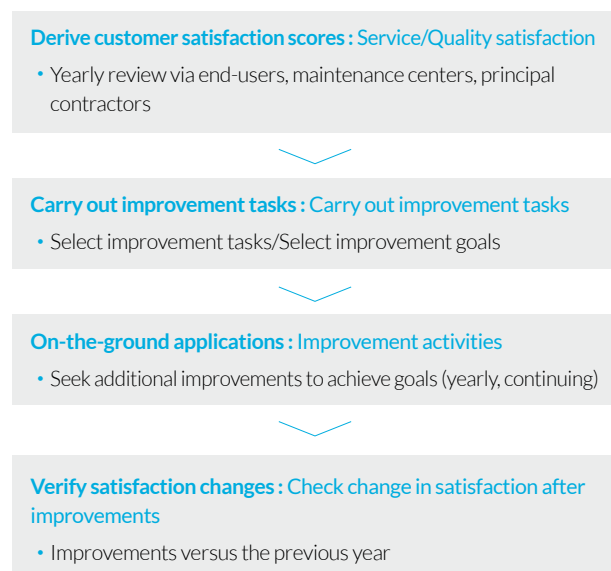 Derive customer satisfaction scores : Service/Quality satisfaction
• Yearly review via end-users, maintenance centers, principal
contractors
Carry out improvement tasks : Carry out improvement tasks
• Select improvement tasks/Select improvement goals
On-the-ground applications : Improvement activities
• Seek additional improvements to achieve goals (yearly, continuing)
Verify satisfaction changes : Check change in satisfaction after
improvements
• Improvements versus the previous year